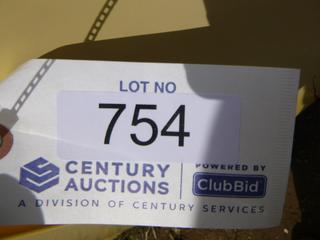 LOT NO
754
CENTURY AUCTIONS
POWERED BY
ClubBid
A DIVISION OF CENTURY SERVICES